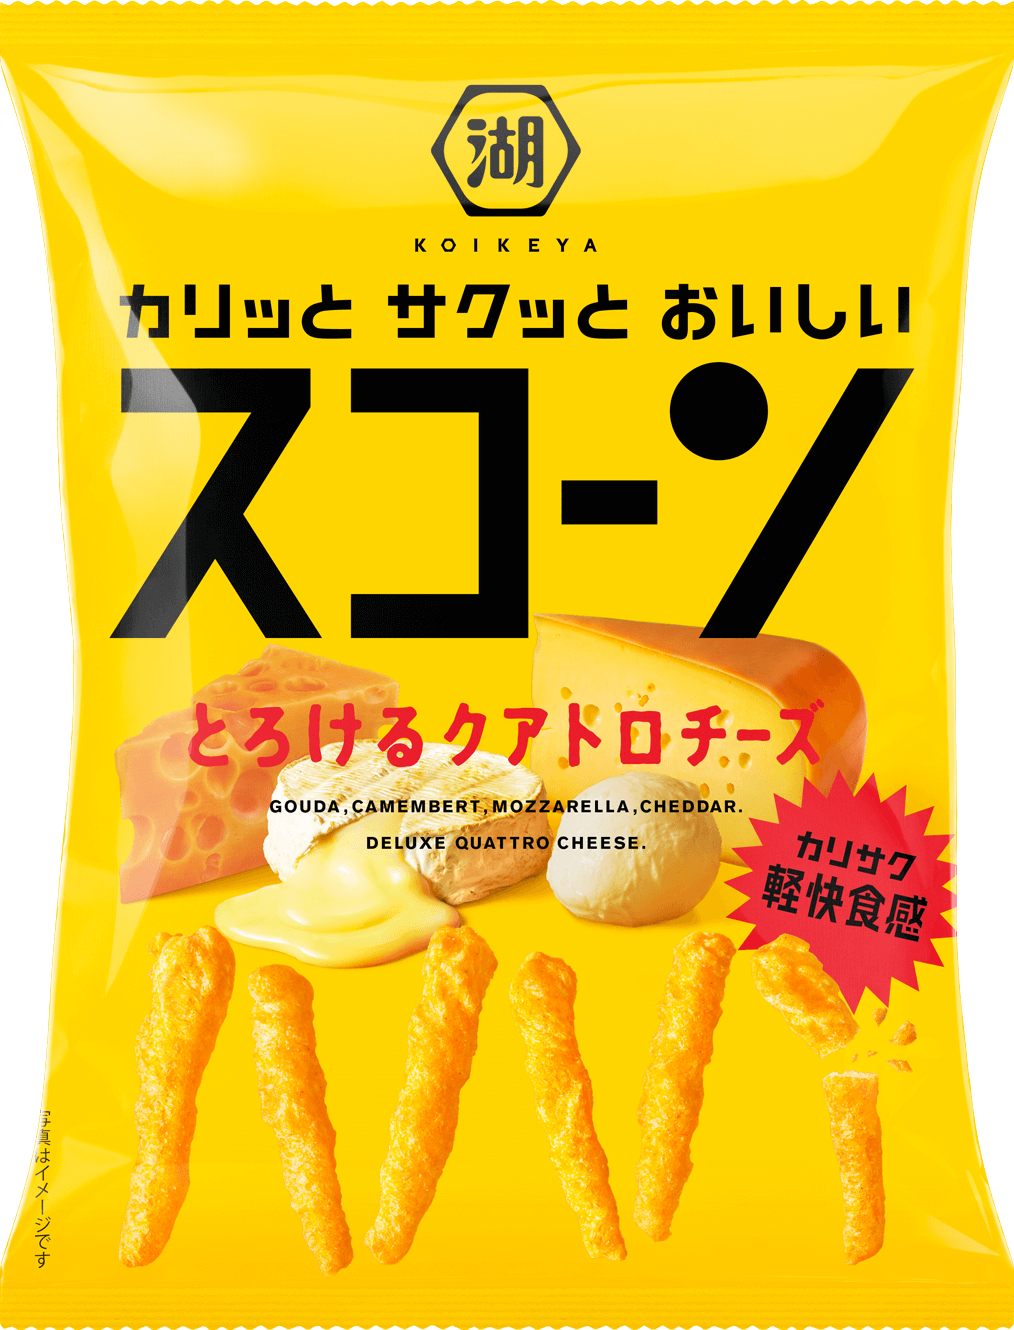 湖
KOIKEYA
カリッと サクッと おいしい
スコーン
とろけるクアトロチーズ
GOUDA,CAMEMBERT,MOZZARELLA,CHEDDAR.
DELUXE QUATTRO CHEESE.
カリサク
軽快食感
写真はイメージです